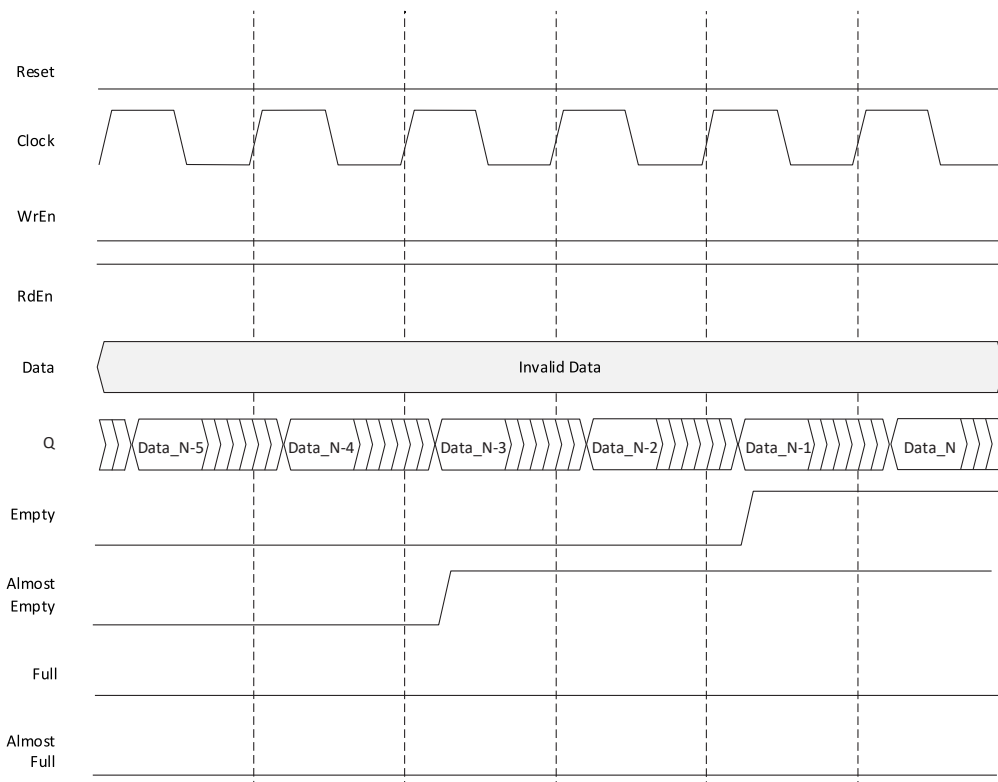 Reset
Clock
WrEn
RdEn
Data
Invalid Data
Q
Data_N-5
Data_N-4
Data_N-3
Data_N-2
Data_N-1
Data_N
Empty
Almost
Empty
Full
Almost
Full